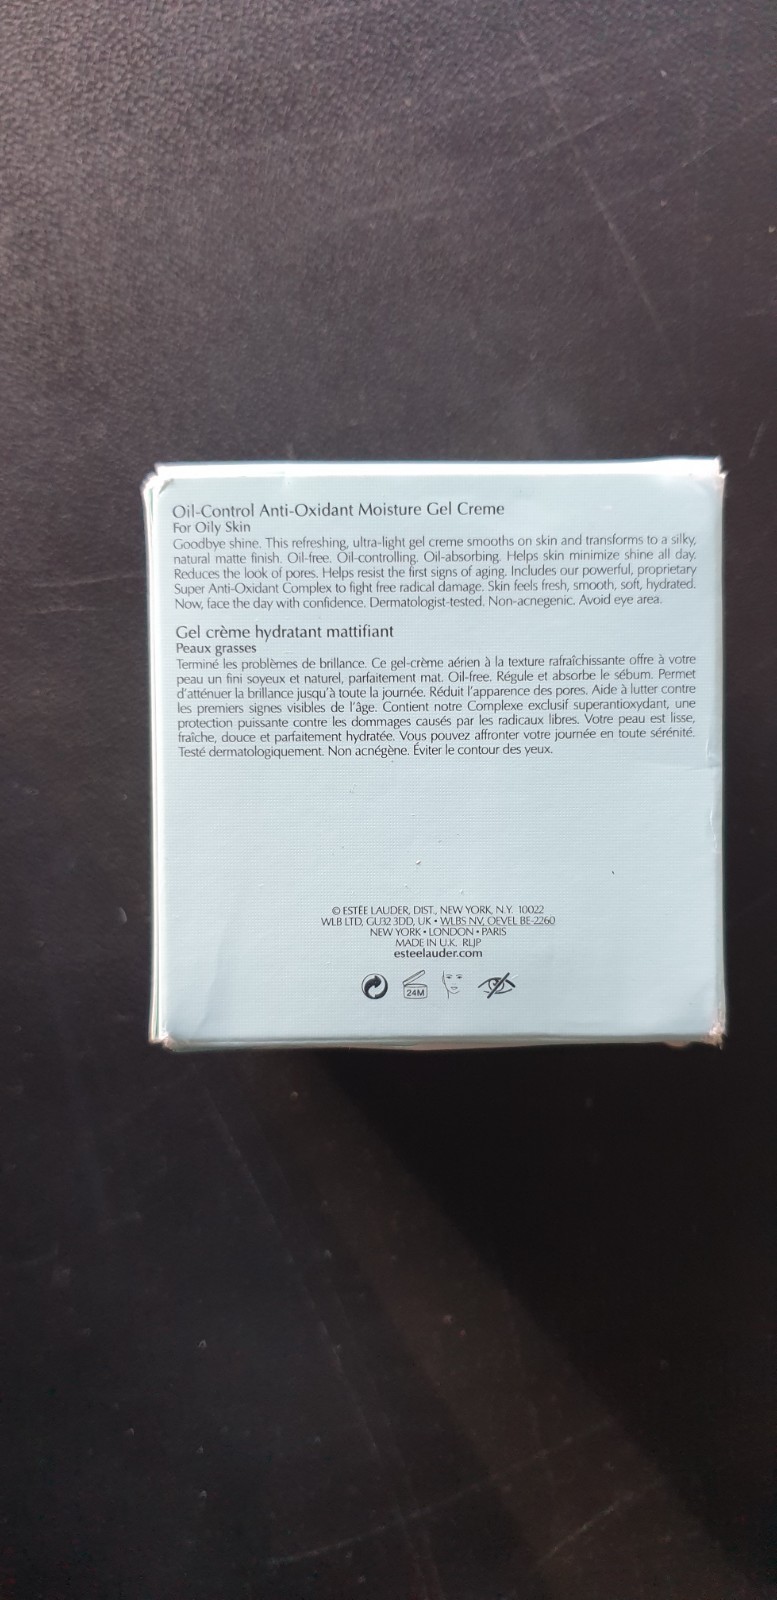 Oil-Control Anti-Oxidant Moisture Gel Creme
For Oily Skin
Goodbye shine. This refreshing, ultra-light gel creme smooths on skin and transforms to a silky,
natural matte finish. Oil-free. Oil-controlling. Oil-absorbing. Helps skin minimize shine all day.
Reduces the look of pores. Helps resist the first signs of aging. Includes our powerful, proprietary
Super Anti-Oxidant Complex to fight free radical damage. Skin feels fresh, smooth, soft, hydrated.
Now, face the day with confidence. Dermatologist-tested. Non-acnegenic. Avoid eye area.
Gel crème hydratant mattifiant
Peaux grasses
Terminé les problèmes de brillance. Ce gel-crème aérien à la texture rafraîchissante offre à votre
peau un fini soyeux et naturel, parfaitement mat. Oil-free. Régule et absorbe le sébum. Permet
d'atténuer la brillance jusqu'à toute la journée. Réduit l'apparence des pores. Aide à lutter contre
les premiers signes visibles de l'âge. Contient notre Complexe exclusif superantioxydant, une
protection puissante contre les dommages causés par les radicaux libres. Votre peau est lisse,
fraîche, douce et parfaitement hydratée. Vous pouvez affronter votre journée en toute sérénité.
Testé dermatologiquement. Non acnégène. Éviter le contour des yeux.
© ESTĒE LAUDER, DIST., NEW YORK, N.Y. 10022
WLB LTD, GU32 3DD, UK • WLBS NV, OEVEL BE-2260
NEW YORK • LONDON • PARIS
MADE IN U.K. RLJP
esteelauder.com
24M